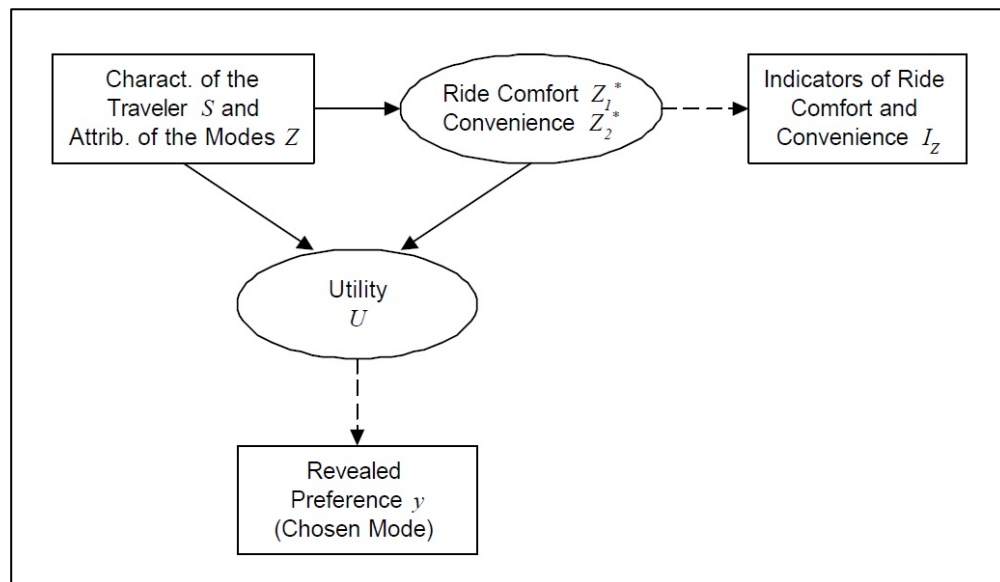 Charact. of the
Traveler S and
Attrib. of the Modes Z
Ride Comfort Z₁*
Convenience Z₂*
Indicators of Ride
Comfort and
Convenience I_Z
Utility
U
Revealed
Preference y
(Chosen Mode)